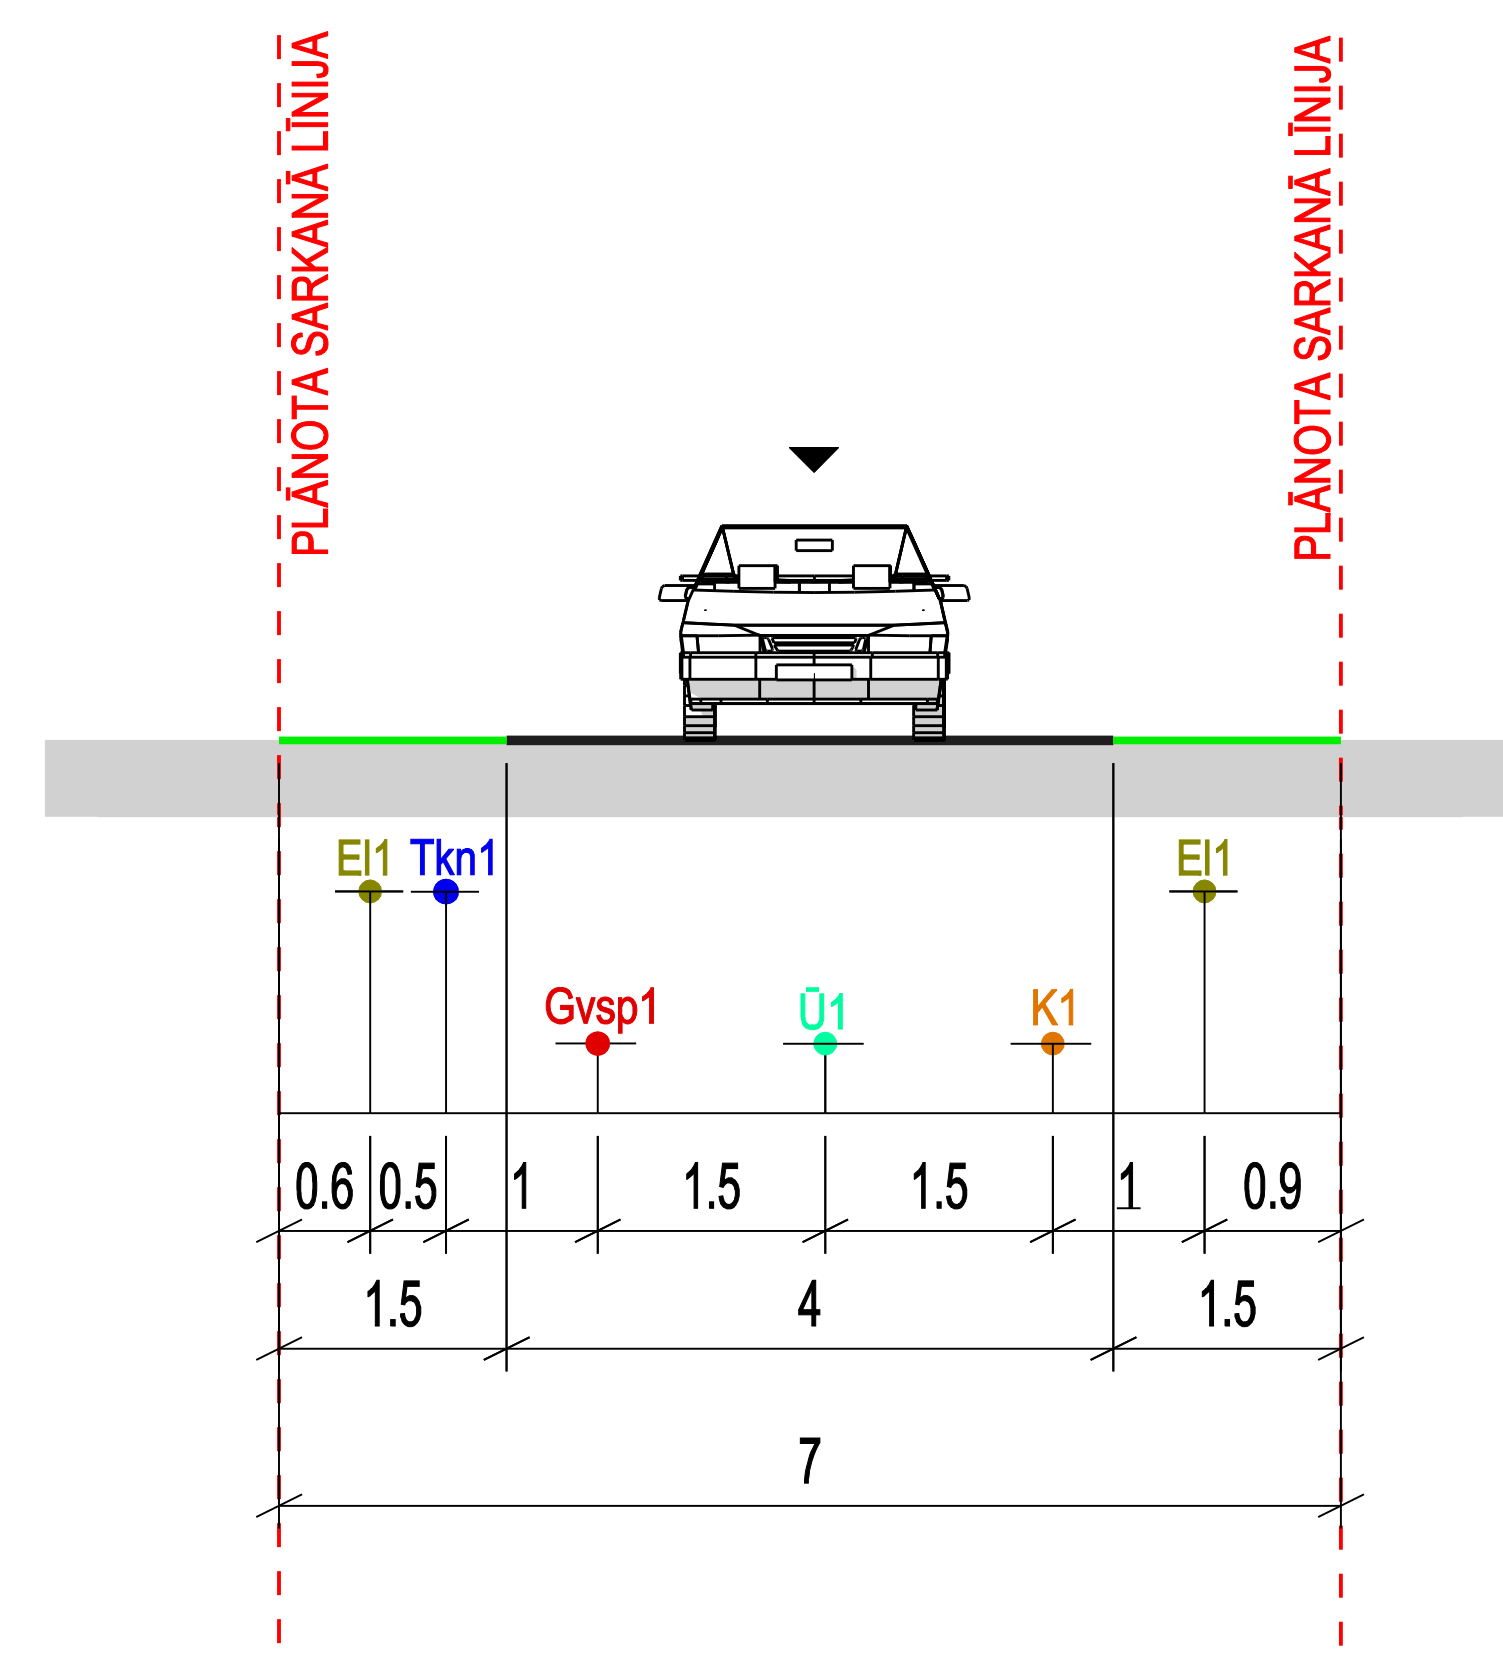 PLĀNOTA SARKANĀ LĪNIJA
PLĀNOTA SARKANĀ LĪNIJA
El1 Tkn1 El1
Gvsp1 Ū1 K1
0.6 0.5 1 1.5 1.5 1 0.9
1.5 4 1.5
7